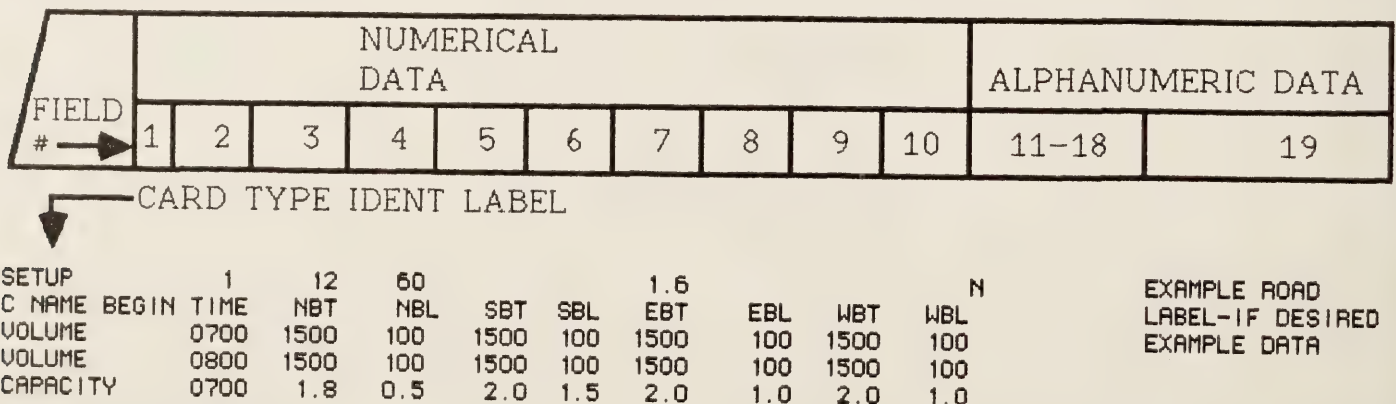 NUMERICAL
DATA
ALPHANUMERIC DATA
FIELD
#
1 2 3 4 5 6 7 8 9 10 11-18 19
CARD TYPE IDENT LABEL
SETUP 1 12 60 1.6 N EXAMPLE ROAD
C NAME BEGIN TIME NBT NBL SBT SBL EBT EBL WBT WBL LABEL-IF DESIRED
VOLUME 0700 1500 100 1500 100 1500 100 1500 100 EXAMPLE DATA
VOLUME 0800 1500 100 1500 100 1500 100 1500 100
CAPACITY 0700 1.8 0.5 2.0 1.5 2.0 1.0 2.0 1.0